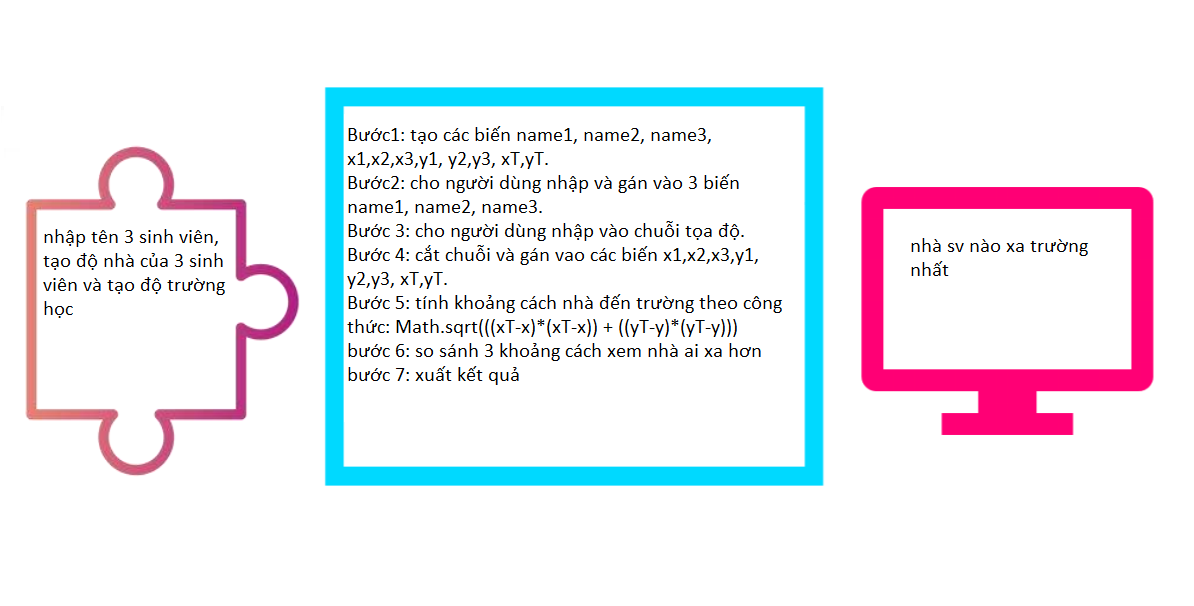 nhập tên 3 sinh viên,
tạo độ nhà của 3 sinh
viên và tạo độ trường
học
Bước1: tạo các biến name1, name2, name3,
x1,x2,x3,y1, y2,y3, xT,yT.
Bước2: cho người dùng nhập và gán vào 3 biến
name1, name2, name3.
Bước 3: cho người dùng nhập vào chuỗi tọa độ.
Bước 4: cắt chuỗi và gán vao các biến x1,x2,x3,y1,
y2,y3, xT,yT.
Bước 5: tính khoảng cách nhà đến trường theo công
thức: Math.sqrt(((xT-x)*(xT-x)) + ((yT-y)*(yT-y)))
bước 6: so sánh 3 khoảng cách xem nhà ai xa hơn
bước 7: xuất kết quả
nhà sv nào xa trường
nhất